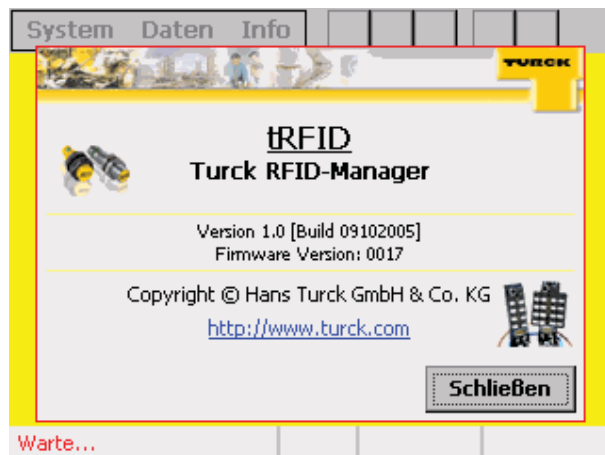 System Daten Info
TURCK
tRFID
Turck RFID-Manager
Version 1.0 [Build 09102005]
Firmware Version: 0017
Copyright © Hans Turck GmbH & Co. KG
http://www.turck.com
Schließen
Warte...